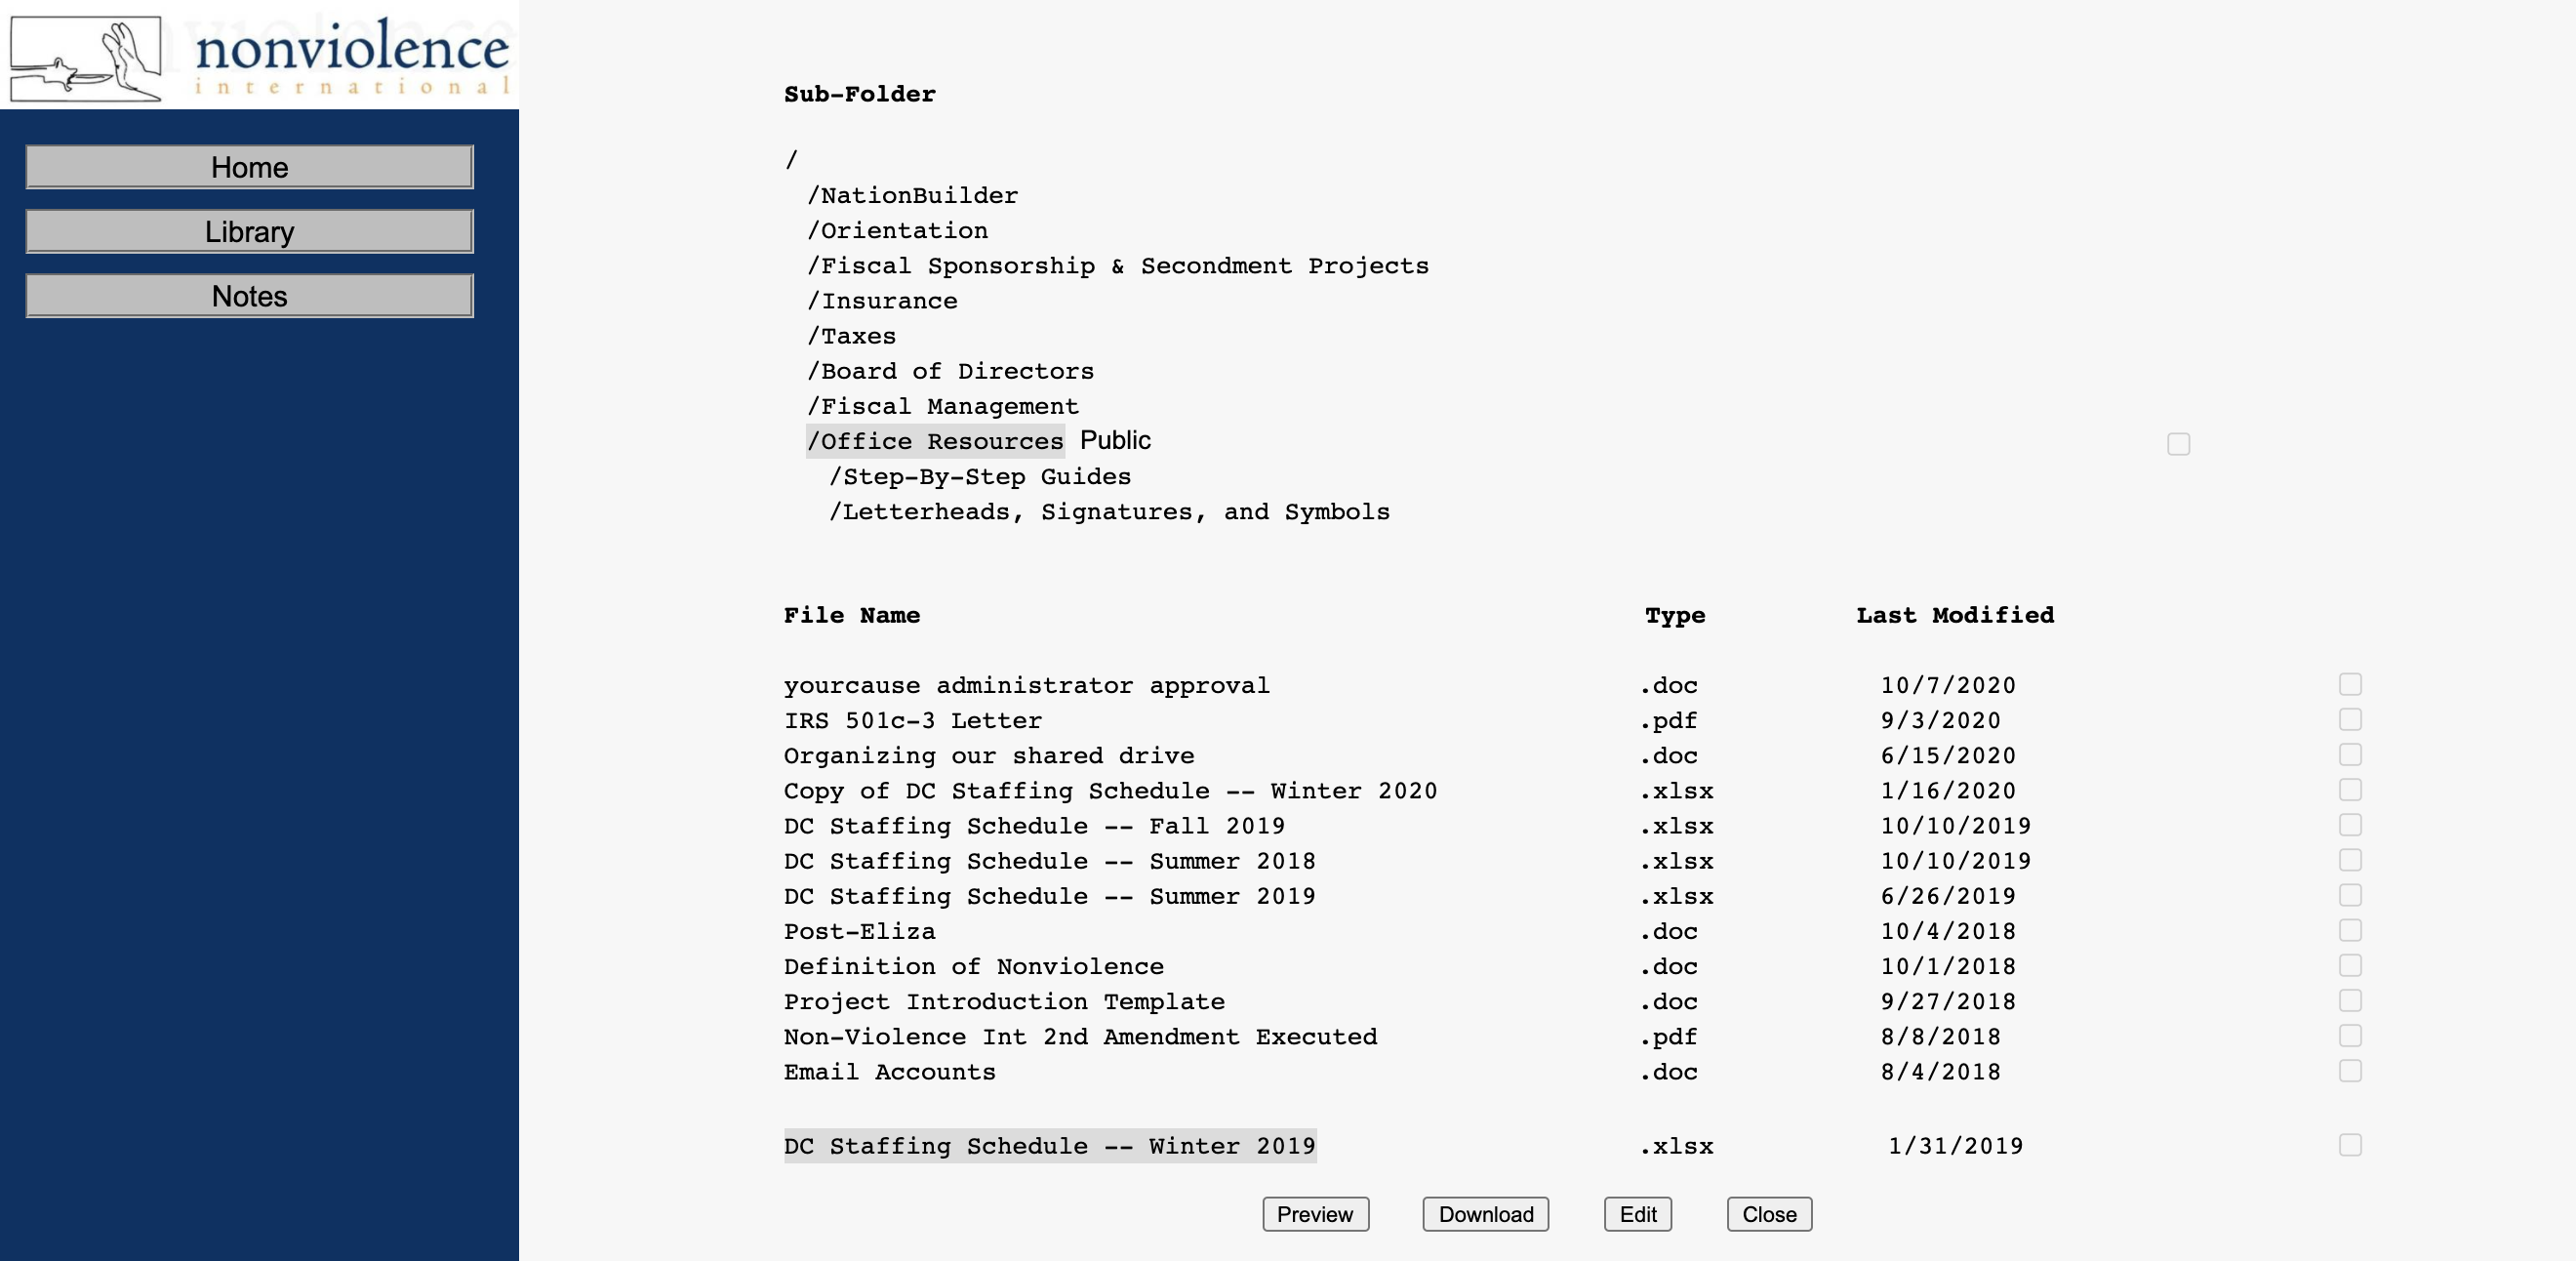 nonviolence
international
Home
Library
Notes
Sub-Folder
/
/NationBuilder
/Orientation
/Fiscal Sponsorship & Secondment Projects
/Insurance
/Taxes
/Board of Directors
/Fiscal Management
/Office Resources Public
/Step-By-Step Guides
/Letterheads, Signatures, and Symbols
File Name Type Last Modified
yourcause administrator approval .doc 10/7/2020
IRS 501c-3 Letter .pdf 9/3/2020
Organizing our shared drive .doc 6/15/2020
Copy of DC Staffing Schedule -- Winter 2020 .xlsx 1/16/2020
DC Staffing Schedule -- Fall 2019 .xlsx 10/10/2019
DC Staffing Schedule -- Summer 2018 .xlsx 10/10/2019
DC Staffing Schedule -- Summer 2019 .xlsx 6/26/2019
Post-Eliza .doc 10/4/2018
Definition of Nonviolence .doc 10/1/2018
Project Introduction Template .doc 9/27/2018
Non-Violence Int 2nd Amendment Executed .pdf 8/8/2018
Email Accounts .doc 8/4/2018
DC Staffing Schedule -- Winter 2019 .xlsx 1/31/2019
Preview Download Edit Close